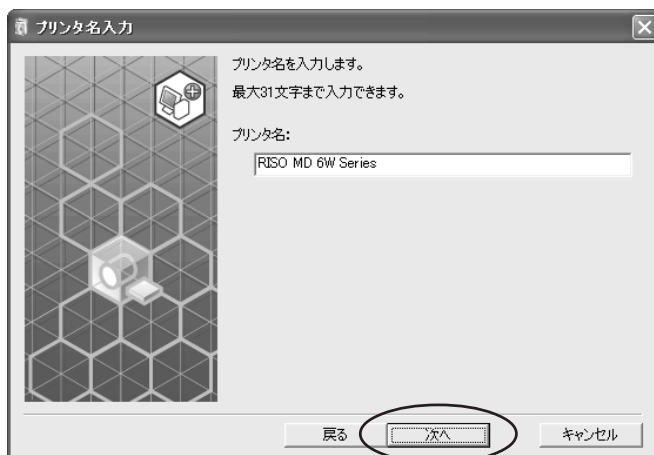 プリンタ名入力
プリンタ名を入力します。
最大31文字まで入力できます。
プリンタ名:
RISO MD 6W Series
戻る
次へ
キャンセル